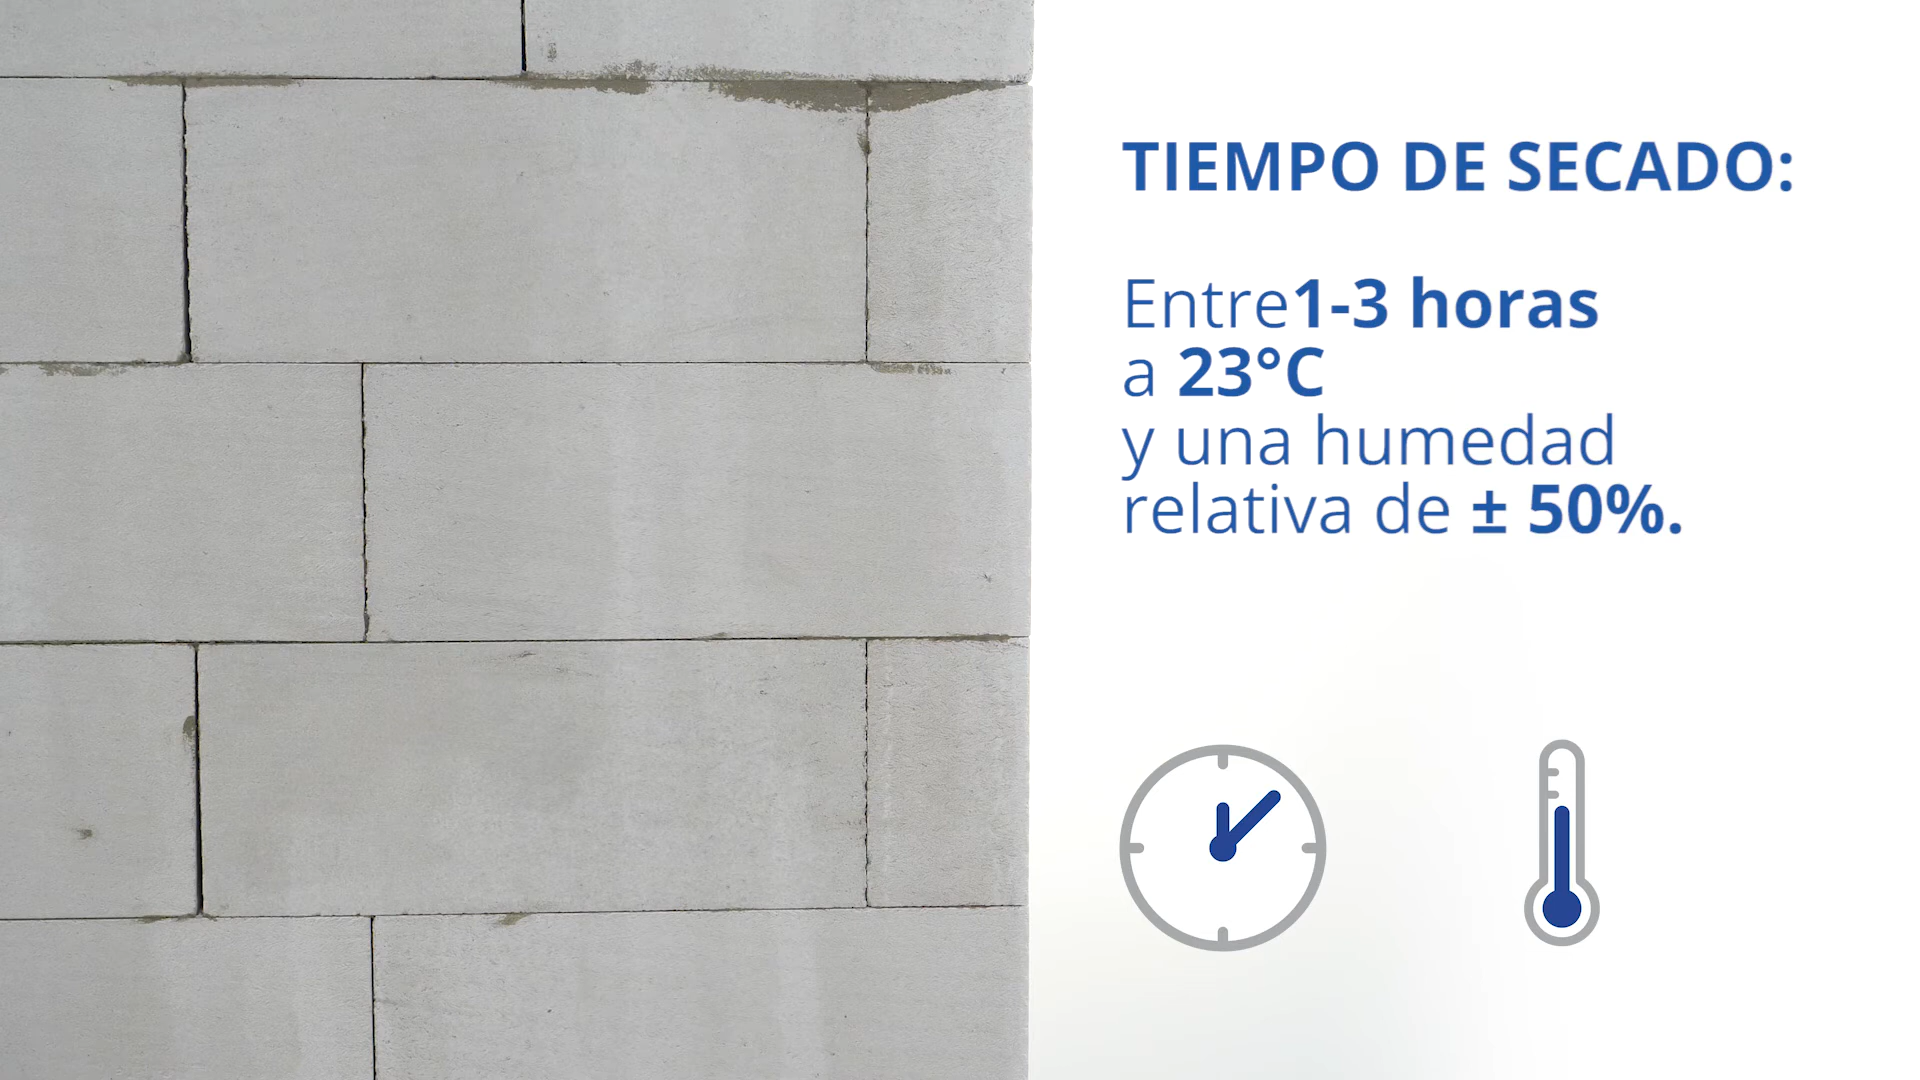 TIEMPO DE SECADO:
Entre1-3 horas
a 23°C
y una humedad
relativa de ± 50%.